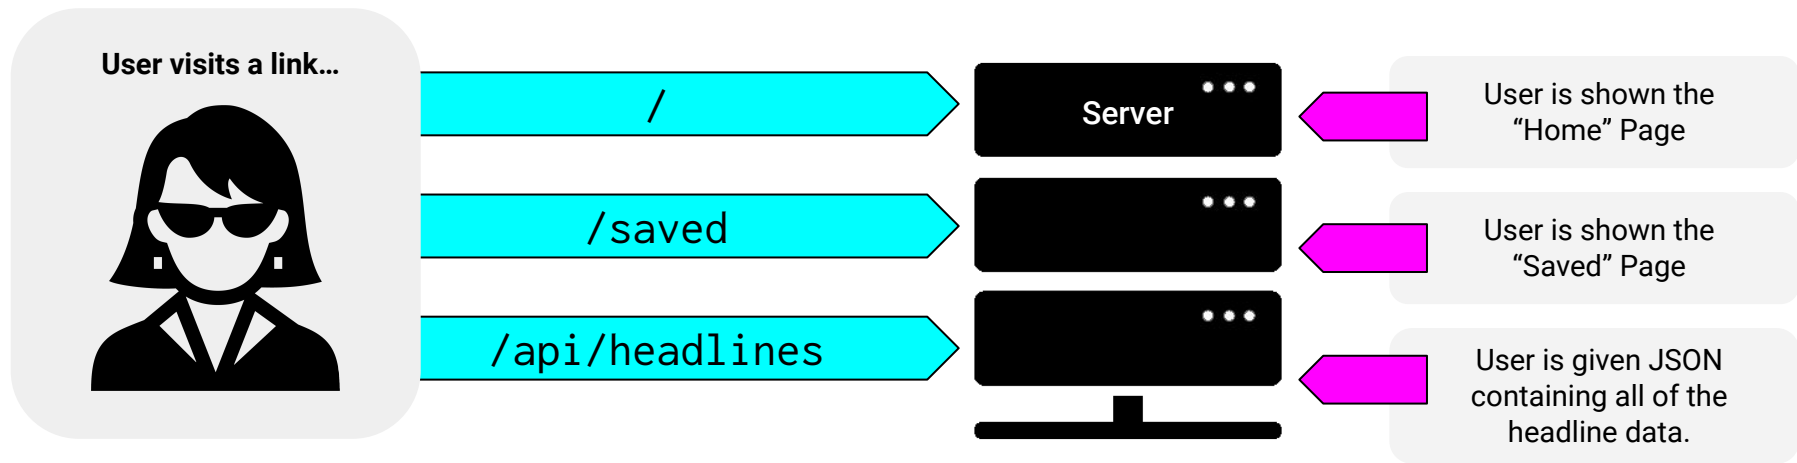 User visits a link…
/
/saved
/api/headlines
Server
User is shown the
“Home” Page
User is shown the
“Saved” Page
User is given JSON
containing all of the
headline data.